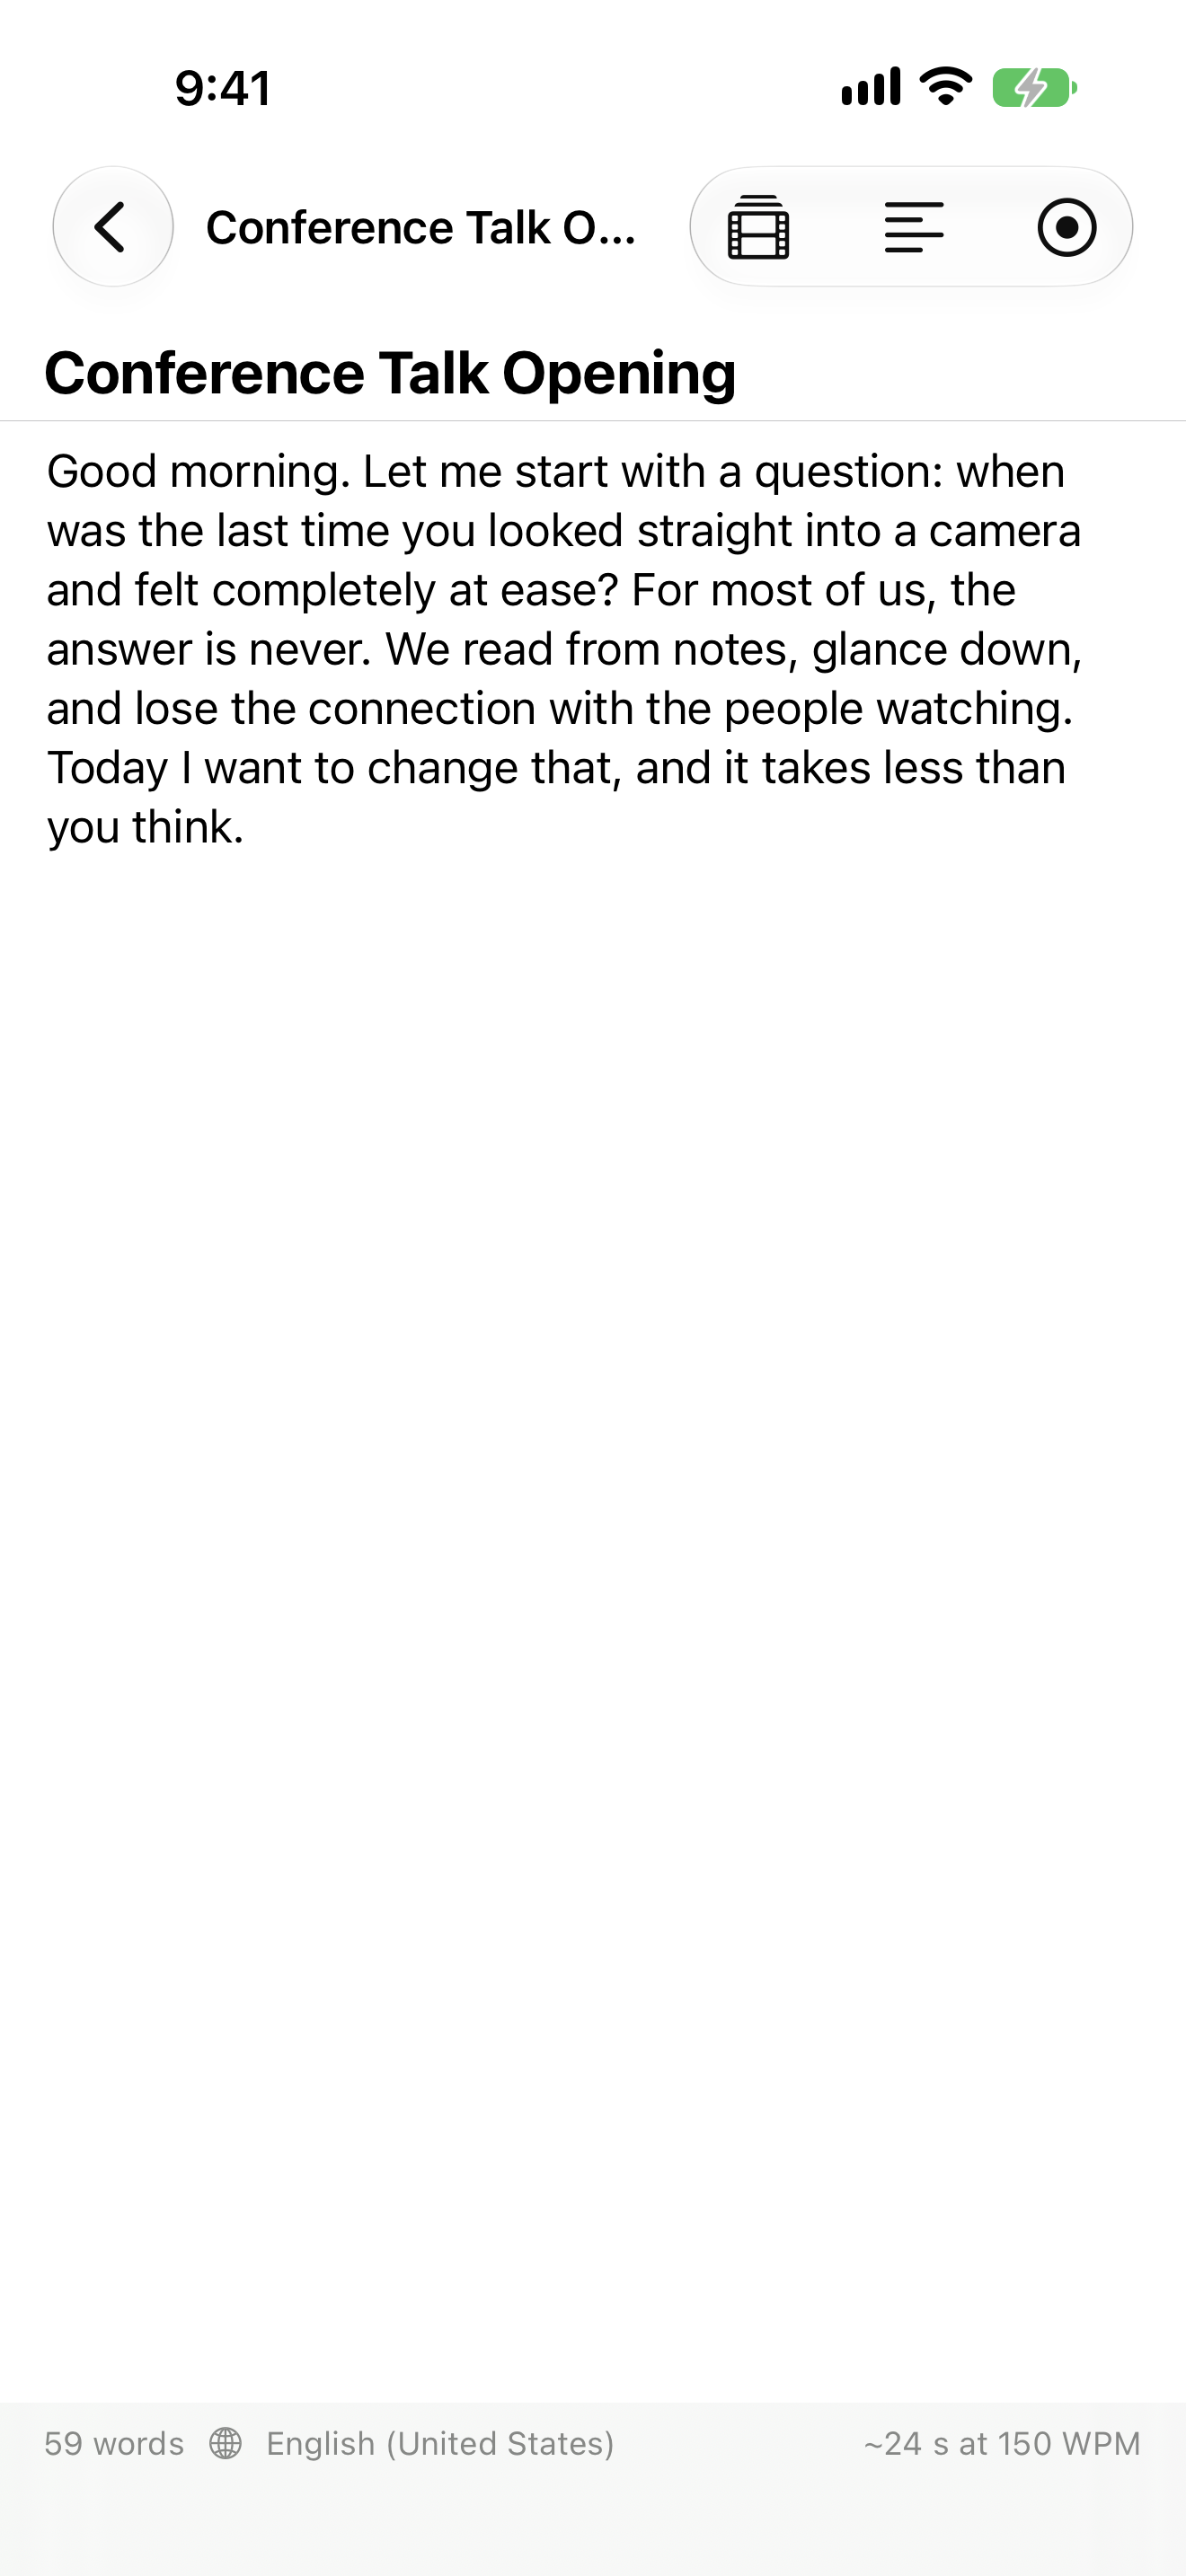 9:41
Conference Talk O...
Conference Talk Opening
Good morning. Let me start with a question: when
was the last time you looked straight into a camera
and felt completely at ease? For most of us, the
answer is never. We read from notes, glance down,
and lose the connection with the people watching.
Today I want to change that, and it takes less than
you think.
59 words English (United States) ~24 s at 150 WPM